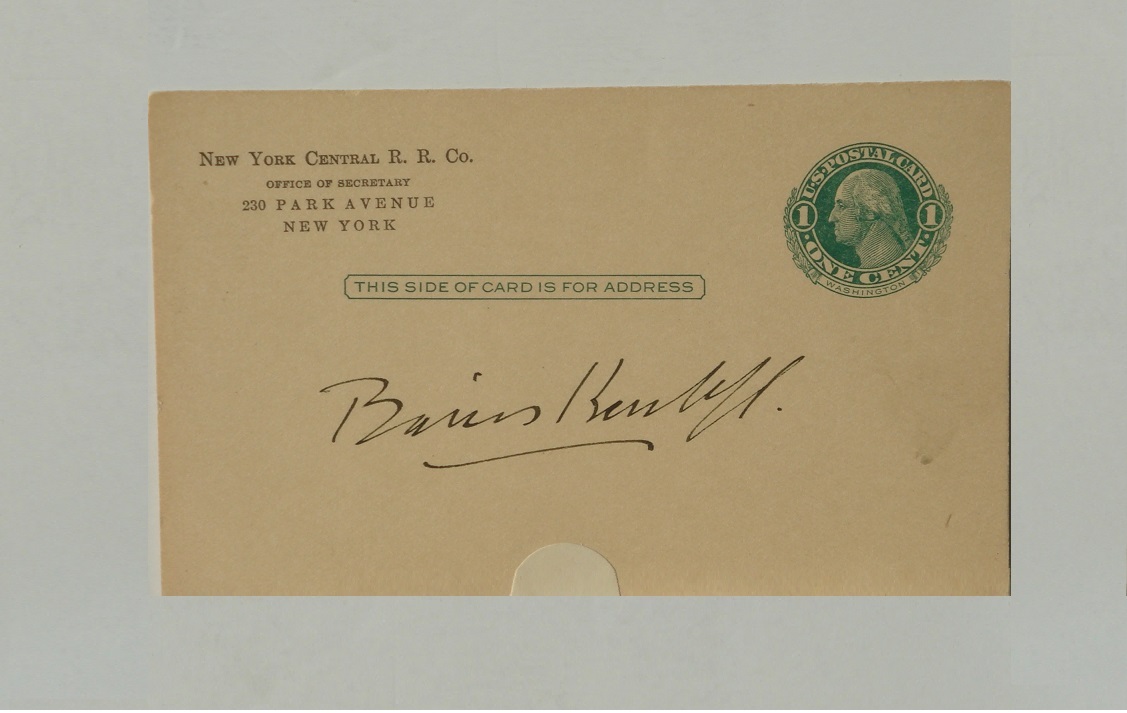 New York Central R. R. Co.
OFFICE OF SECRETARY
230 PARK AVENUE
NEW YORK
U.S. POSTAL CARD
1 1
ONE CENT
WASHINGTON
THIS SIDE OF CARD IS FOR ADDRESS
Boris